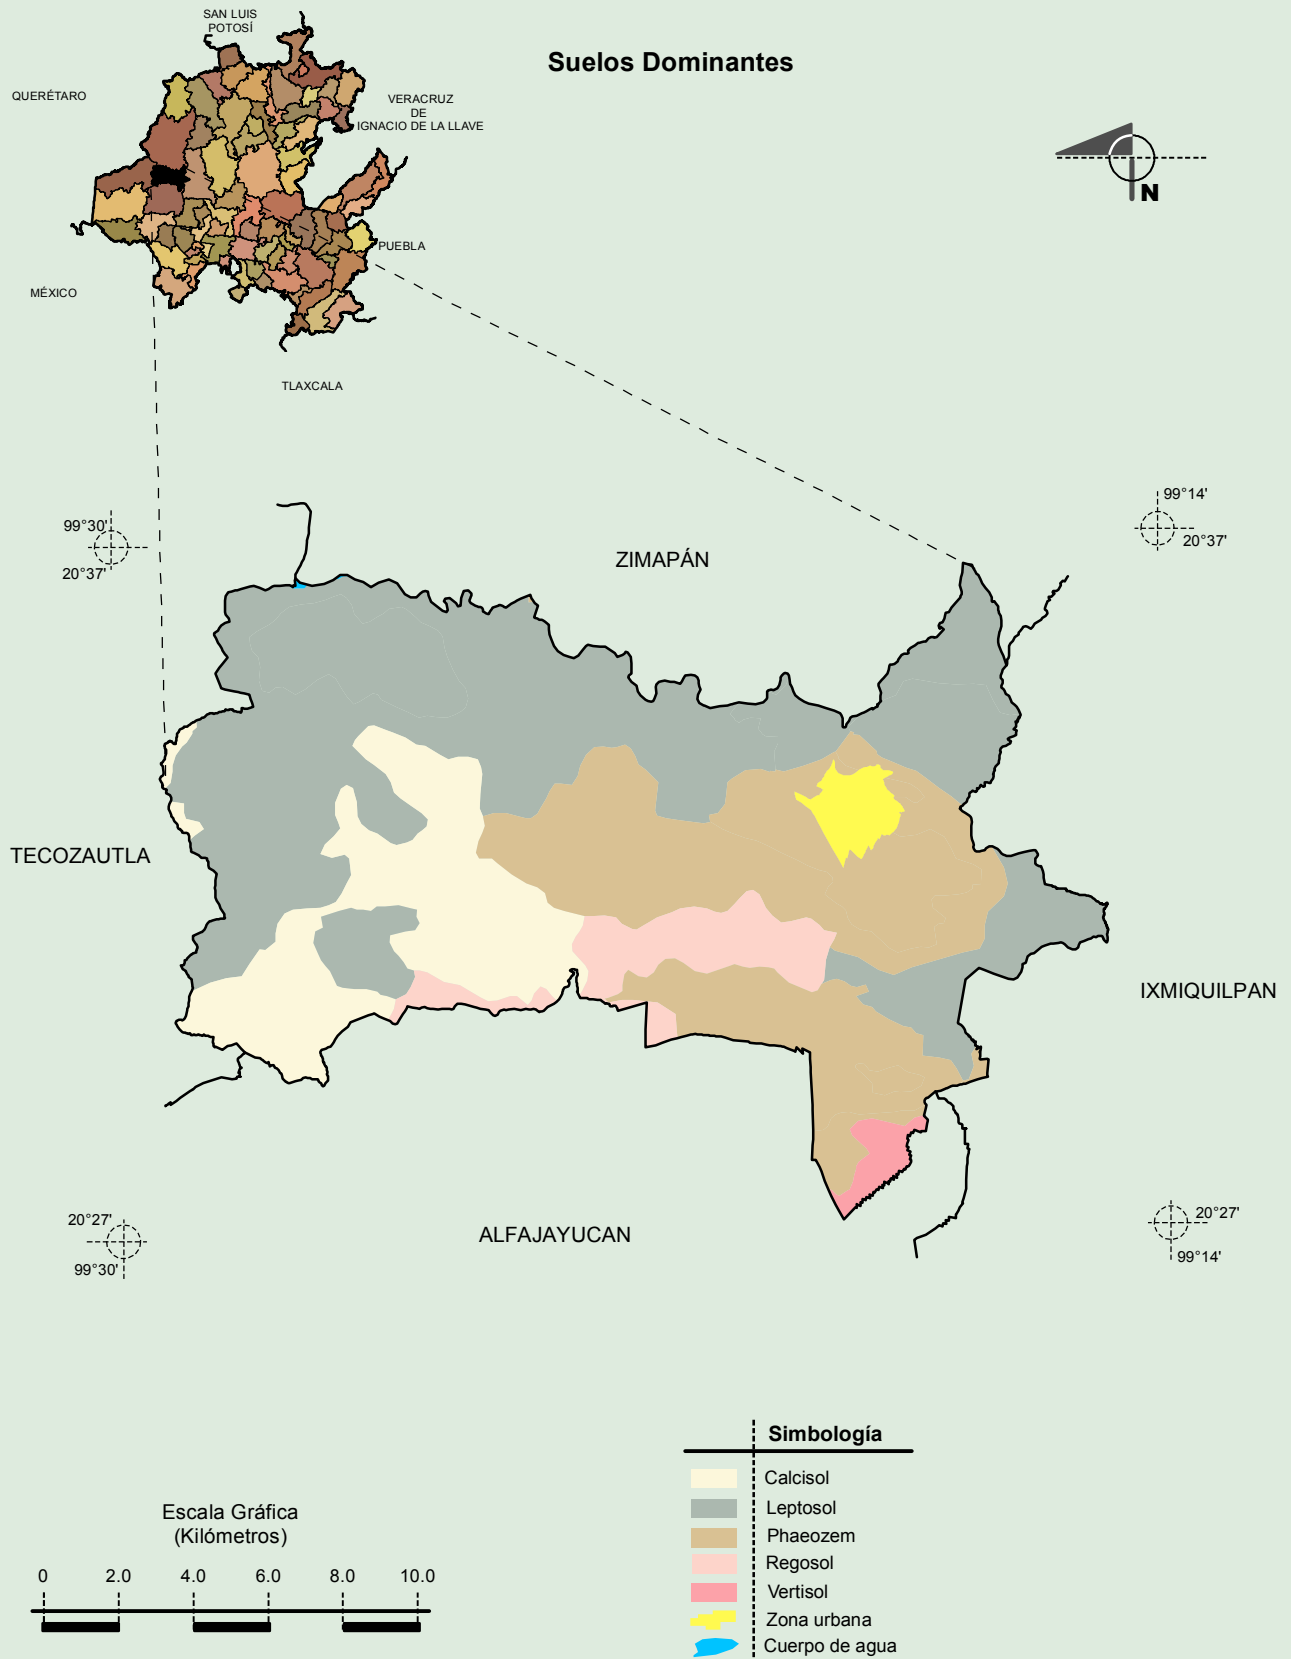 SAN LUIS
POTOSÍ
Suelos Dominantes
QUERÉTARO
VERACRUZ
DE
IGNACIO DE LA LLAVE
N
PUEBLA
MÉXICO
TLAXCALA
99°30'
20°37'
99°14'
20°37'
ZIMAPÁN
TECOZAUTLA
IXMIQUILPAN
ALFAJAYUCAN
20°27'
99°30'
20°27'
99°14'
Simbología
Calcisol
Leptosol
Phaeozem
Regosol
Vertisol
Zona urbana
Cuerpo de agua
Escala Gráfica
(Kilómetros)
0 2.0 4.0 6.0 8.0 10.0